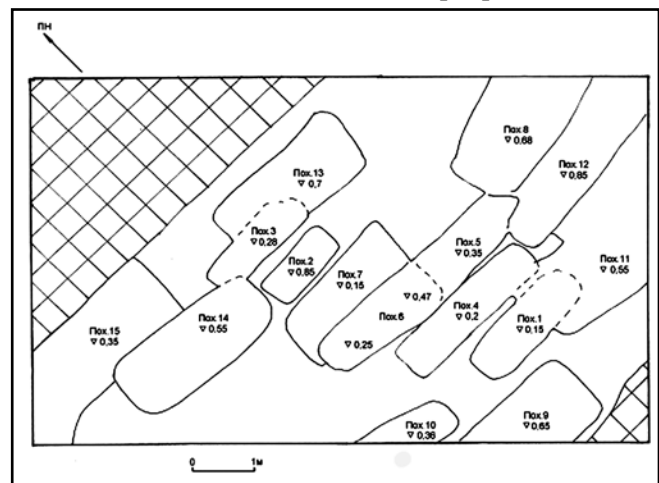 ПН
Пох.8
▽ 0,68
Пох.12
▽ 0,85
Пох.13
▽ 0,7
Пох.3
▽ 0,28
Пох.2
▽ 0,85
Пох.7
▽ 0,15
Пох.5
▽ 0,35
Пох.11
▽ 0,55
▽ 0,47
Пох.6
▽ 0,25
Пох.4
▽ 0,2
Пох.1
▽ 0,15
Пох.14
▽ 0,55
Пох.15
▽ 0,35
Пох.10
▽ 0,36
Пох.9
▽ 0,65
0 1м